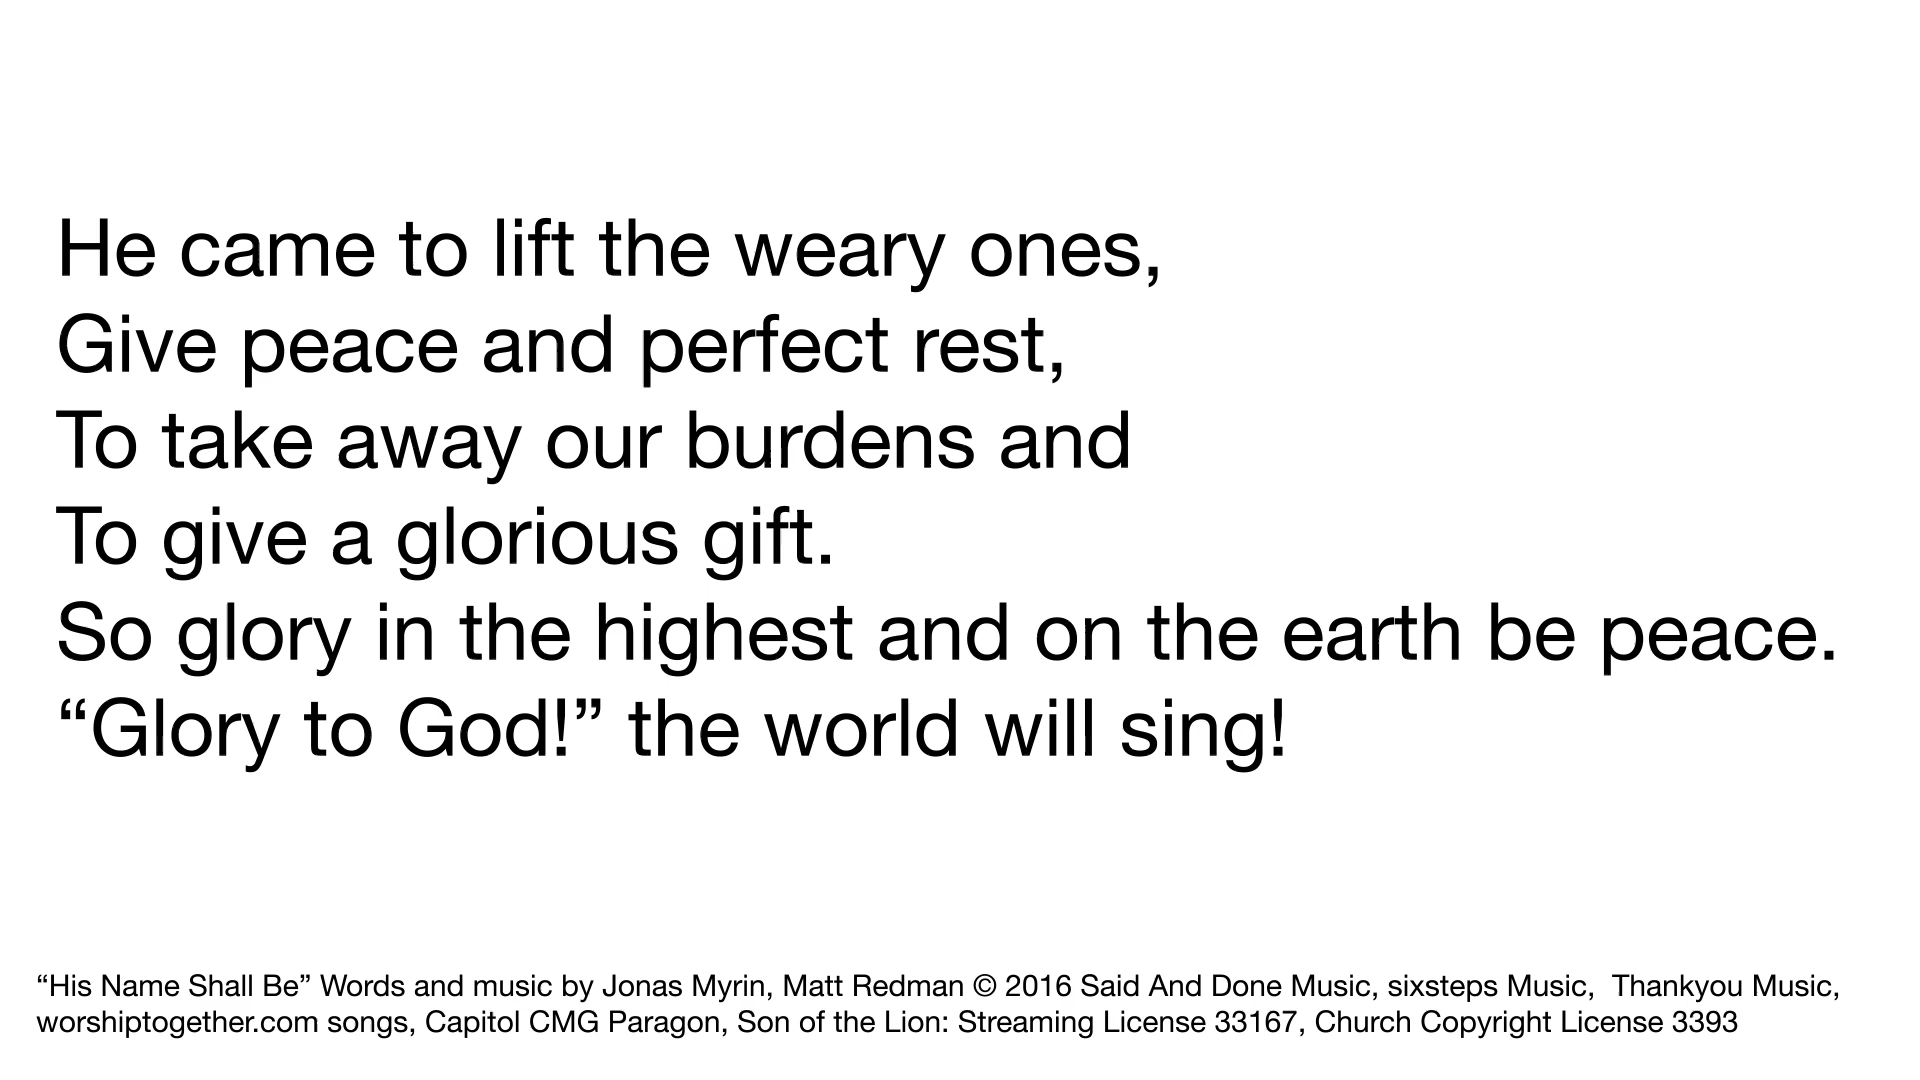 He came to lift the weary ones,
Give peace and perfect rest,
To take away our burdens and
To give a glorious gift.
So glory in the highest and on the earth be peace.
“Glory to God!” the world will sing!
“His Name Shall Be” Words and music by Jonas Myrin, Matt Redman © 2016 Said And Done Music, sixsteps Music,  Thankyou Music,
worshiptogether.com songs, Capitol CMG Paragon, Son of the Lion: Streaming License 33167, Church Copyright License 3393